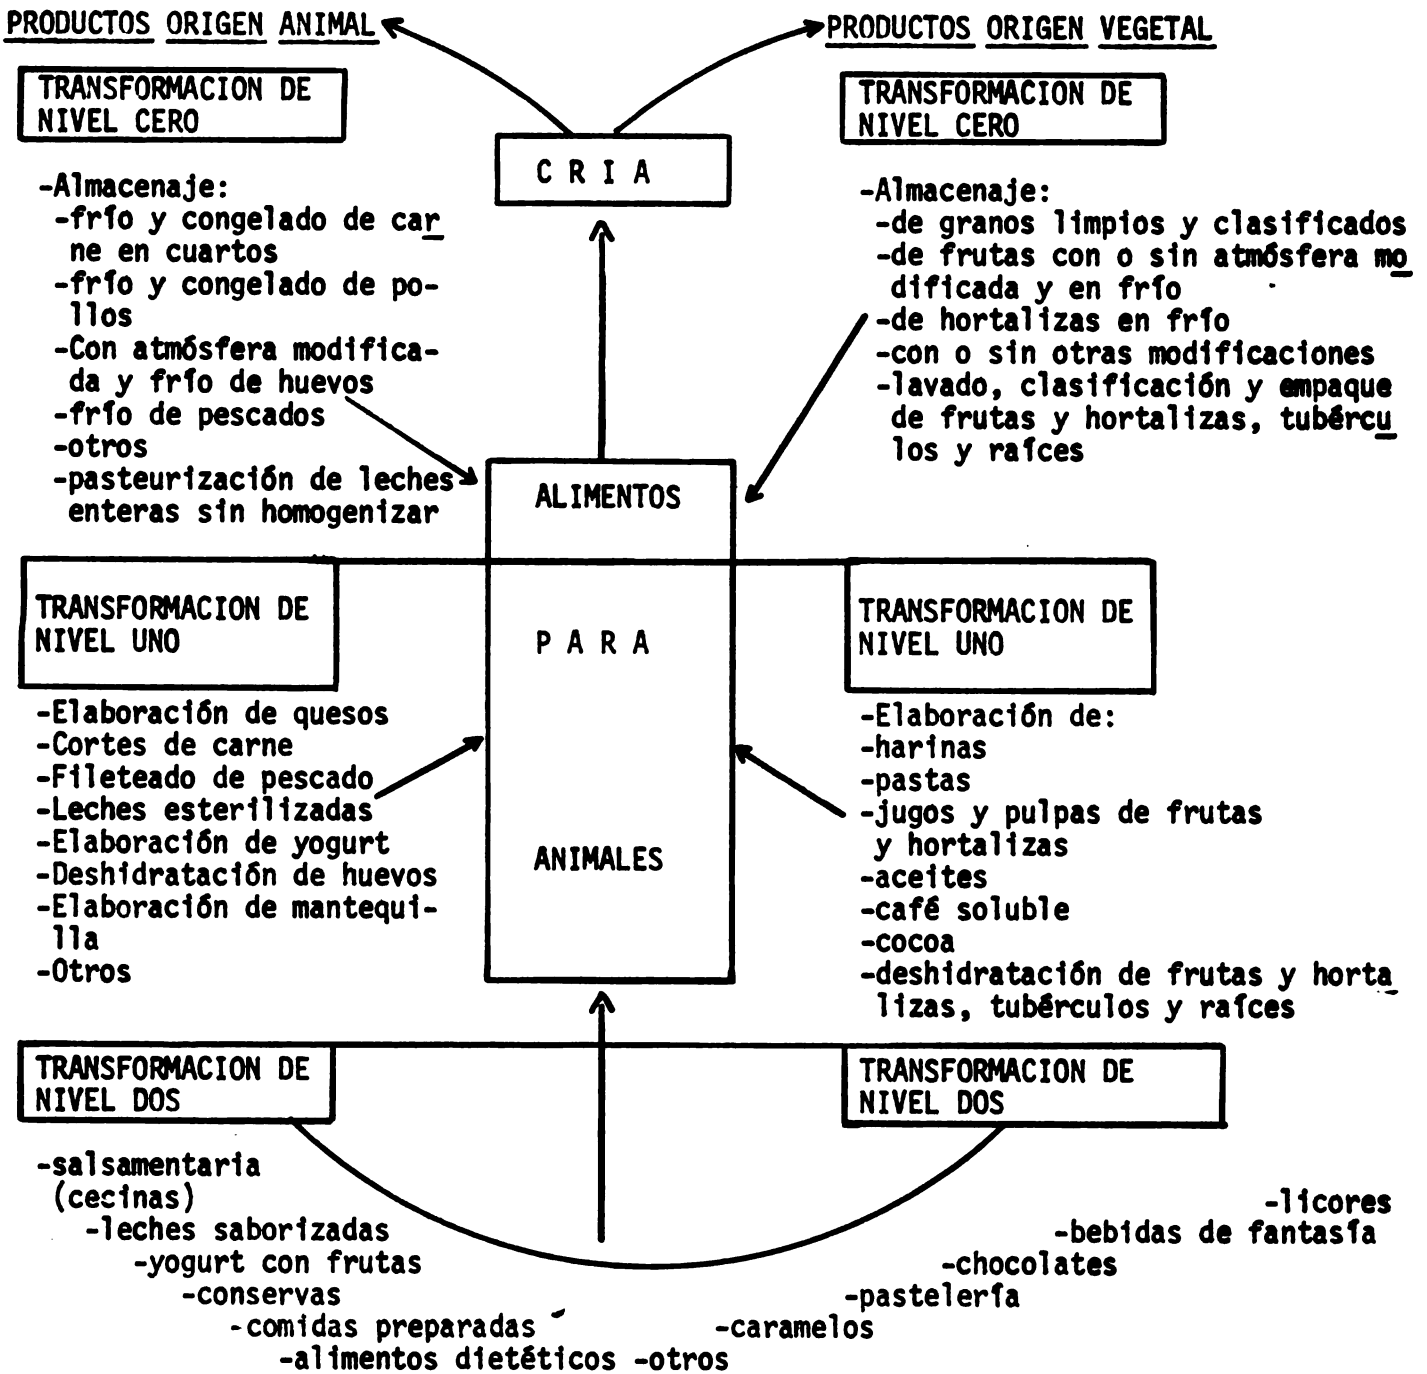 PRODUCTOS ORIGEN ANIMAL
PRODUCTOS ORIGEN VEGETAL
TRANSFORMACION DE
NIVEL CERO
-Almacenaje:
-frío y congelado de car
ne en cuartos
-frío y congelado de po-
llos
-Con atmósfera modifica-
da y frío de huevos
-frío de pescados
-otros
-pasteurización de leches
enteras sin homogenizar
C R I A
TRANSFORMACION DE
NIVEL CERO
-Almacenaje:
-de granos limpios y clasificados
-de frutas con o sin atmósfera mo
dificada y en frío
-de hortalizas en frío
-con o sin otras modificaciones
-lavado, clasificación y empaque
de frutas y hortalizas, tubércu
los y raíces
ALIMENTOS
P A R A
ANIMALES
TRANSFORMACION DE
NIVEL UNO
-Elaboración de quesos
-Cortes de carne
-Fileteado de pescado
-Leches esterilizadas
-Elaboración de yogurt
-Deshidratación de huevos
-Elaboración de mantequi-
lla
-Otros
TRANSFORMACION DE
NIVEL UNO
-Elaboración de:
-harinas
-pastas
-jugos y pulpas de frutas
y hortalizas
-aceites
-café soluble
-cocoa
-deshidratación de frutas y horta
lizas, tubérculos y raíces
TRANSFORMACION DE
NIVEL DOS
TRANSFORMACION DE
NIVEL DOS
-salsamentaria
(cecinas)
-leches saborizadas
-yogurt con frutas
-conservas
-comidas preparadas
-alimentos dietéticos -otros
-caramelos
-pastelería
-chocolates
-bebidas de fantasía
-licores